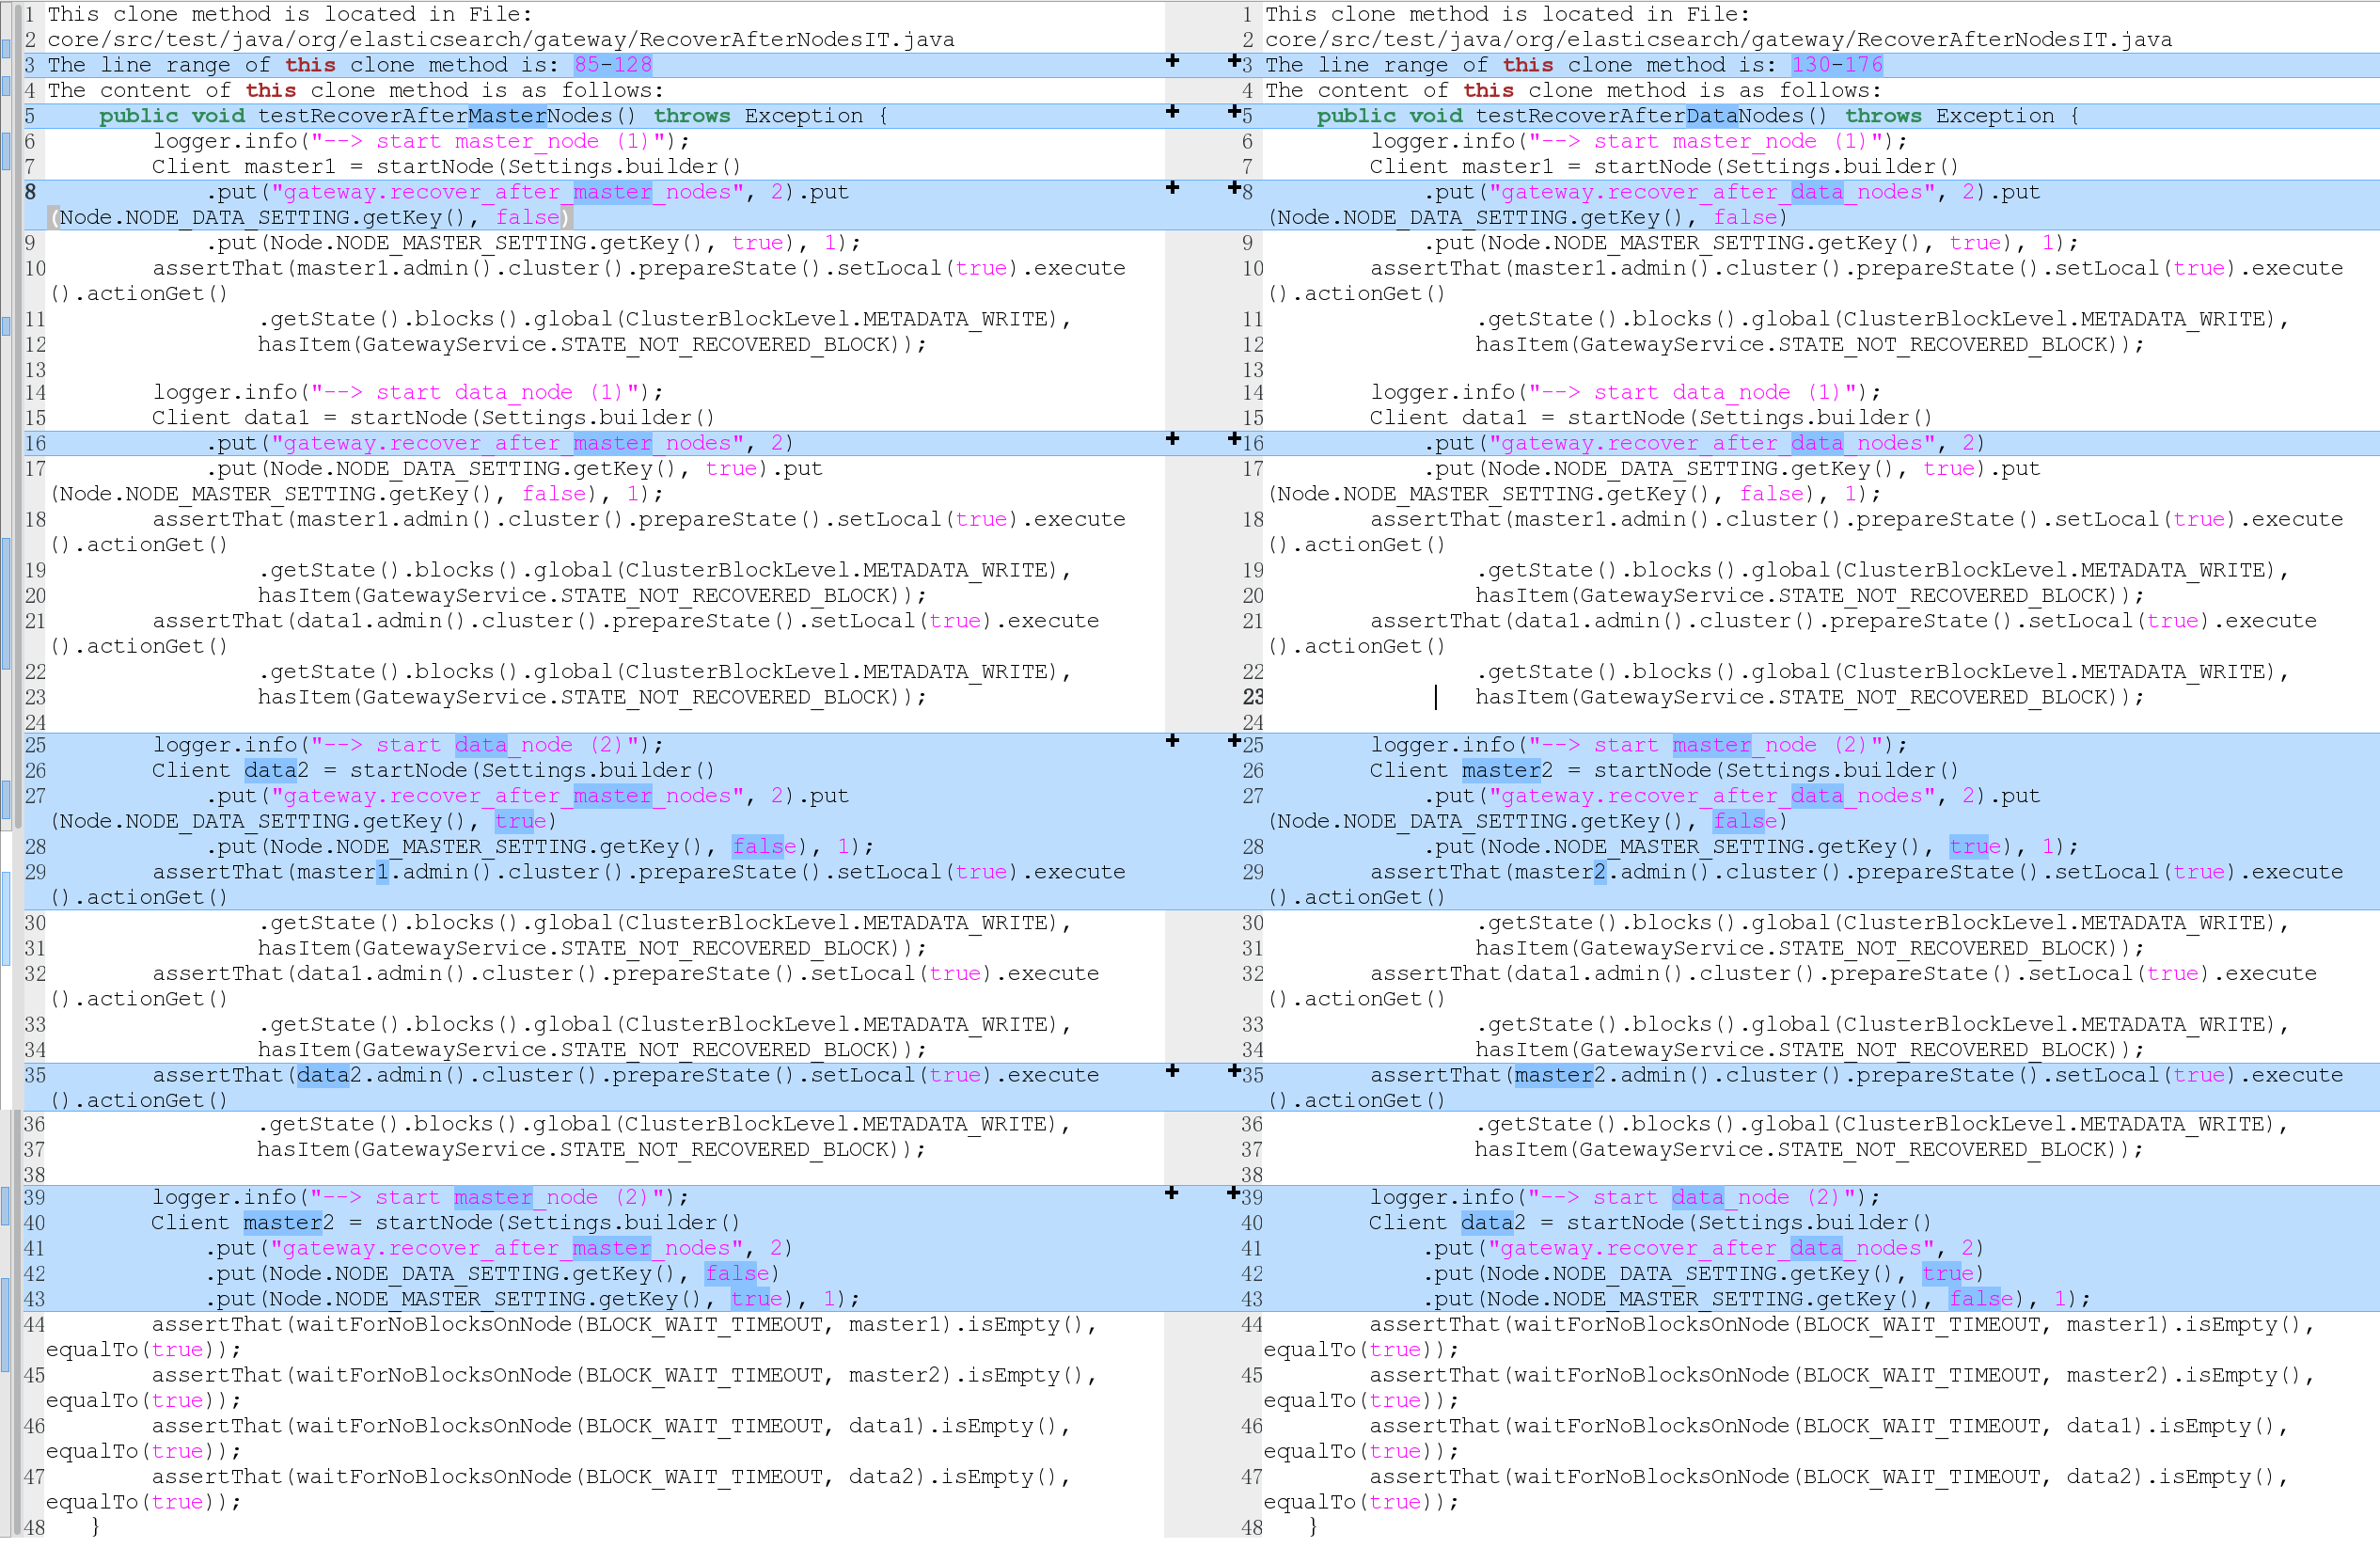 1 This clone method is located in File:
2 core/src/test/java/org/elasticsearch/gateway/RecoverAfterNodesIT.java
3 The line range of this clone method is: 85-128
4 The content of this clone method is as follows:
5     public void testRecoverAfterMasterNodes() throws Exception {
6         logger.info("--> start master_node (1)");
7         Client master1 = startNode(Settings.builder()
8             .put("gateway.recover_after_master_nodes", 2).put
(Node.NODE_DATA_SETTING.getKey(), false)
9             .put(Node.NODE_MASTER_SETTING.getKey(), true), 1);
10         assertThat(master1.admin().cluster().prepareState().setLocal(true).execute
().actionGet()
11                 .getState().blocks().global(ClusterBlockLevel.METADATA_WRITE),
12                 hasItem(GatewayService.STATE_NOT_RECOVERED_BLOCK));
13
14         logger.info("--> start data_node (1)");
15         Client data1 = startNode(Settings.builder()
16             .put("gateway.recover_after_master_nodes", 2)
17             .put(Node.NODE_DATA_SETTING.getKey(), true).put
(Node.NODE_MASTER_SETTING.getKey(), false), 1);
18         assertThat(master1.admin().cluster().prepareState().setLocal(true).execute
().actionGet()
19                 .getState().blocks().global(ClusterBlockLevel.METADATA_WRITE),
20                 hasItem(GatewayService.STATE_NOT_RECOVERED_BLOCK));
21         assertThat(data1.admin().cluster().prepareState().setLocal(true).execute
().actionGet()
22                 .getState().blocks().global(ClusterBlockLevel.METADATA_WRITE),
23                 hasItem(GatewayService.STATE_NOT_RECOVERED_BLOCK));
24
25         logger.info("--> start data_node (2)");
26         Client data2 = startNode(Settings.builder()
27             .put("gateway.recover_after_master_nodes", 2).put
(Node.NODE_DATA_SETTING.getKey(), true)
28             .put(Node.NODE_MASTER_SETTING.getKey(), false), 1);
29         assertThat(master1.admin().cluster().prepareState().setLocal(true).execute
().actionGet()
30                 .getState().blocks().global(ClusterBlockLevel.METADATA_WRITE),
31                 hasItem(GatewayService.STATE_NOT_RECOVERED_BLOCK));
32         assertThat(data1.admin().cluster().prepareState().setLocal(true).execute
().actionGet()
33                 .getState().blocks().global(ClusterBlockLevel.METADATA_WRITE),
34                 hasItem(GatewayService.STATE_NOT_RECOVERED_BLOCK));
35         assertThat(data2.admin().cluster().prepareState().setLocal(true).execute
().actionGet()
36                 .getState().blocks().global(ClusterBlockLevel.METADATA_WRITE),
37                 hasItem(GatewayService.STATE_NOT_RECOVERED_BLOCK));
38
39         logger.info("--> start master_node (2)");
40         Client master2 = startNode(Settings.builder()
41             .put("gateway.recover_after_master_nodes", 2)
42             .put(Node.NODE_DATA_SETTING.getKey(), false)
43             .put(Node.NODE_MASTER_SETTING.getKey(), true), 1);
44         assertThat(waitForNoBlocksOnNode(BLOCK_WAIT_TIMEOUT, master1).isEmpty(),
equalTo(true));
45         assertThat(waitForNoBlocksOnNode(BLOCK_WAIT_TIMEOUT, master2).isEmpty(),
equalTo(true));
46         assertThat(waitForNoBlocksOnNode(BLOCK_WAIT_TIMEOUT, data1).isEmpty(),
equalTo(true));
47         assertThat(waitForNoBlocksOnNode(BLOCK_WAIT_TIMEOUT, data2).isEmpty(),
equalTo(true));
48     }
1 This clone method is located in File:
2 core/src/test/java/org/elasticsearch/gateway/RecoverAfterNodesIT.java
3 The line range of this clone method is: 130-176
4 The content of this clone method is as follows:
5     public void testRecoverAfterDataNodes() throws Exception {
6         logger.info("--> start master_node (1)");
7         Client master1 = startNode(Settings.builder()
8             .put("gateway.recover_after_data_nodes", 2).put
(Node.NODE_DATA_SETTING.getKey(), false)
9             .put(Node.NODE_MASTER_SETTING.getKey(), true), 1);
10         assertThat(master1.admin().cluster().prepareState().setLocal(true).execute
().actionGet()
11                 .getState().blocks().global(ClusterBlockLevel.METADATA_WRITE),
12                 hasItem(GatewayService.STATE_NOT_RECOVERED_BLOCK));
13
14         logger.info("--> start data_node (1)");
15         Client data1 = startNode(Settings.builder()
16             .put("gateway.recover_after_data_nodes", 2)
17             .put(Node.NODE_DATA_SETTING.getKey(), true).put
(Node.NODE_MASTER_SETTING.getKey(), false), 1);
18         assertThat(master1.admin().cluster().prepareState().setLocal(true).execute
().actionGet()
19                 .getState().blocks().global(ClusterBlockLevel.METADATA_WRITE),
20                 hasItem(GatewayService.STATE_NOT_RECOVERED_BLOCK));
21         assertThat(data1.admin().cluster().prepareState().setLocal(true).execute
().actionGet()
22                 .getState().blocks().global(ClusterBlockLevel.METADATA_WRITE),
23                 hasItem(GatewayService.STATE_NOT_RECOVERED_BLOCK));
24
25         logger.info("--> start master_node (2)");
26         Client master2 = startNode(Settings.builder()
27             .put("gateway.recover_after_data_nodes", 2).put
(Node.NODE_DATA_SETTING.getKey(), false)
28             .put(Node.NODE_MASTER_SETTING.getKey(), true), 1);
29         assertThat(master2.admin().cluster().prepareState().setLocal(true).execute
().actionGet()
30                 .getState().blocks().global(ClusterBlockLevel.METADATA_WRITE),
31                 hasItem(GatewayService.STATE_NOT_RECOVERED_BLOCK));
32         assertThat(data1.admin().cluster().prepareState().setLocal(true).execute
().actionGet()
33                 .getState().blocks().global(ClusterBlockLevel.METADATA_WRITE),
34                 hasItem(GatewayService.STATE_NOT_RECOVERED_BLOCK));
35         assertThat(master2.admin().cluster().prepareState().setLocal(true).execute
().actionGet()
36                 .getState().blocks().global(ClusterBlockLevel.METADATA_WRITE),
37                 hasItem(GatewayService.STATE_NOT_RECOVERED_BLOCK));
38
39         logger.info("--> start data_node (2)");
40         Client data2 = startNode(Settings.builder()
41             .put("gateway.recover_after_data_nodes", 2)
42             .put(Node.NODE_DATA_SETTING.getKey(), true)
43             .put(Node.NODE_MASTER_SETTING.getKey(), false), 1);
44         assertThat(waitForNoBlocksOnNode(BLOCK_WAIT_TIMEOUT, master1).isEmpty(),
equalTo(true));
45         assertThat(waitForNoBlocksOnNode(BLOCK_WAIT_TIMEOUT, master2).isEmpty(),
equalTo(true));
46         assertThat(waitForNoBlocksOnNode(BLOCK_WAIT_TIMEOUT, data1).isEmpty(),
equalTo(true));
47         assertThat(waitForNoBlocksOnNode(BLOCK_WAIT_TIMEOUT, data2).isEmpty(),
equalTo(true));
48     }